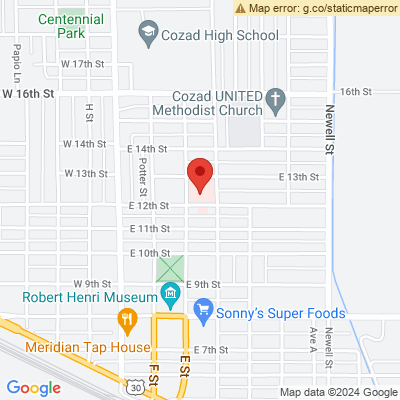 Map error: g.co/staticmaperror
Centennial
Park
Cozad High School
Papio Ln
W 17th St
W 16th St
16th St
H St
Cozad UNITED
Methodist Church
Newell St
W 14th St
E 14th St
Potter St
W 13th St
E 13th St
E 12th St
E 11th St
E 10th St
W 9th St
E 9th St
Robert Henri Museum
Sonny's Super Foods
Meridian Tap House
E 7th St
Ave A
Newell St
E St
E St
30
Google
Map data ©2024 Google